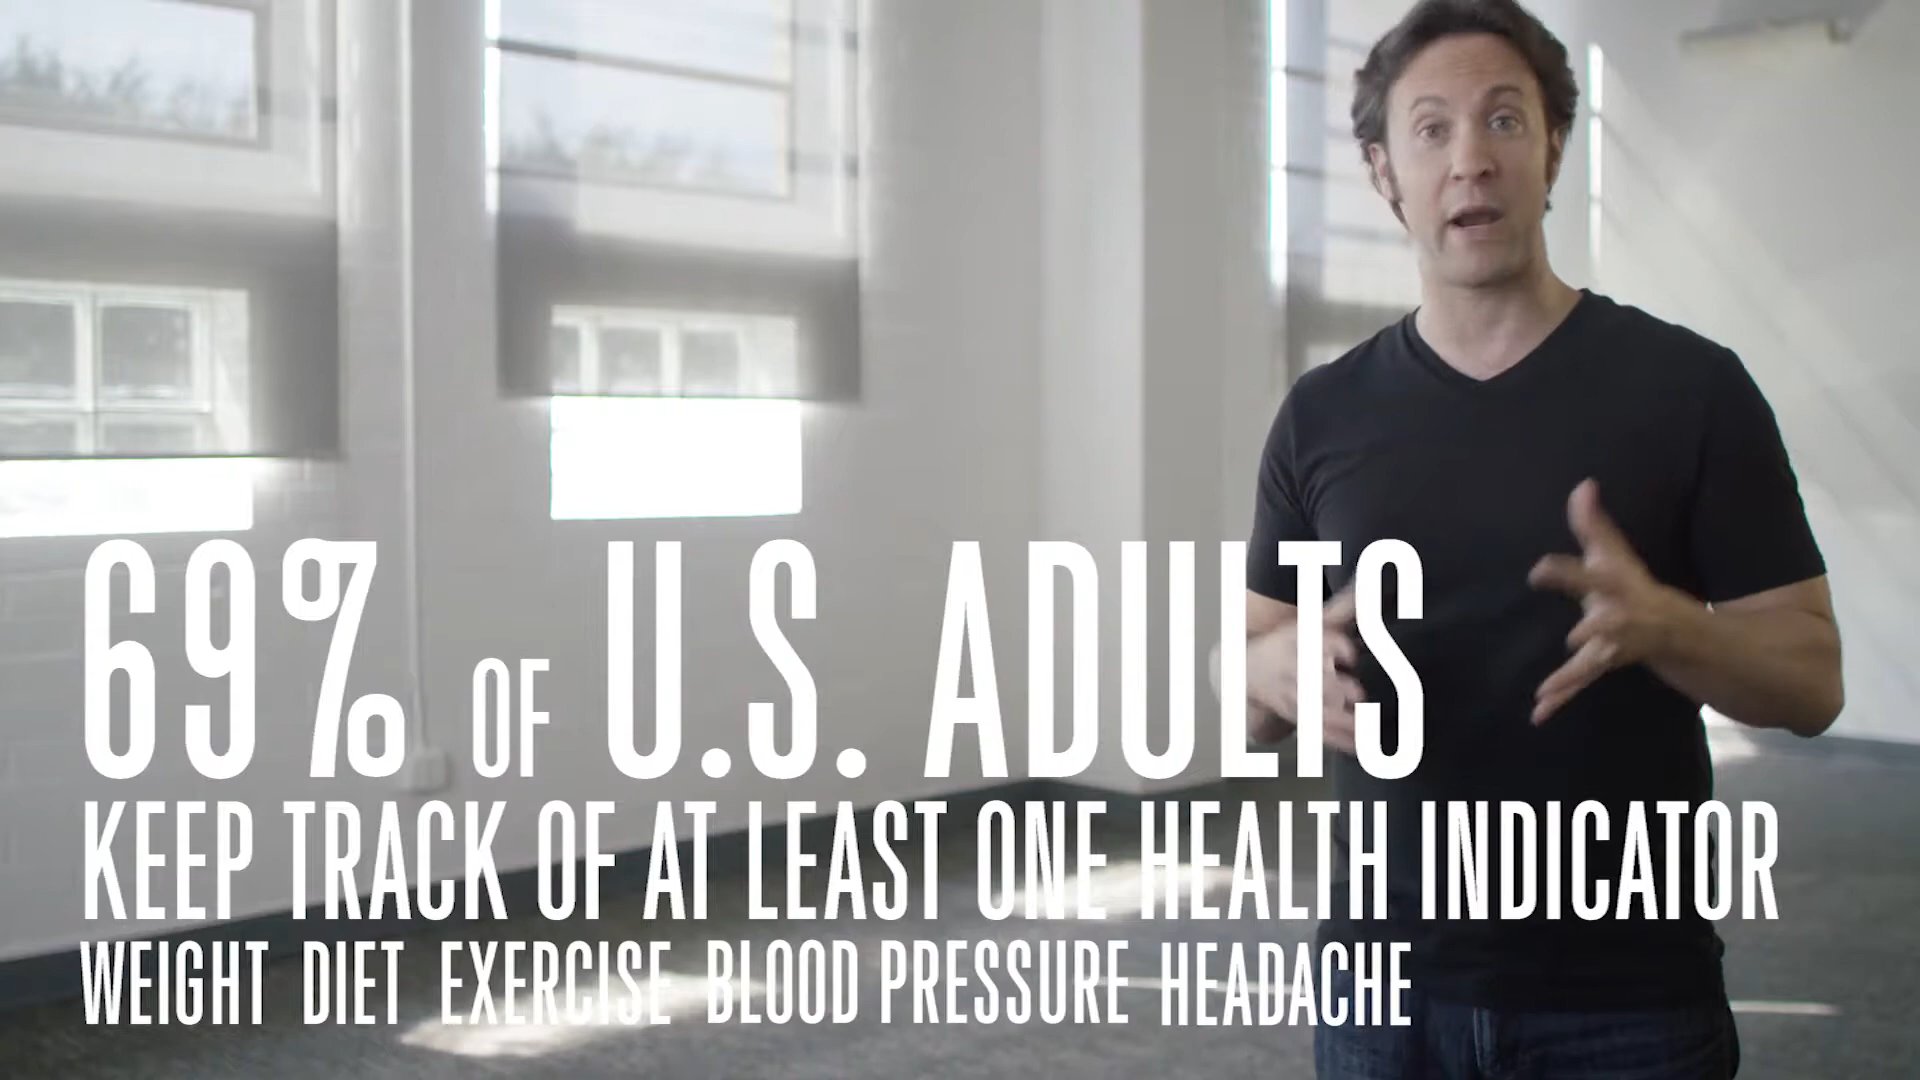 69% OF U.S. ADULTS
KEEP TRACK OF AT LEAST ONE HEALTH INDICATOR
WEIGHT DIET EXERCISE BLOOD PRESSURE HEADACHE